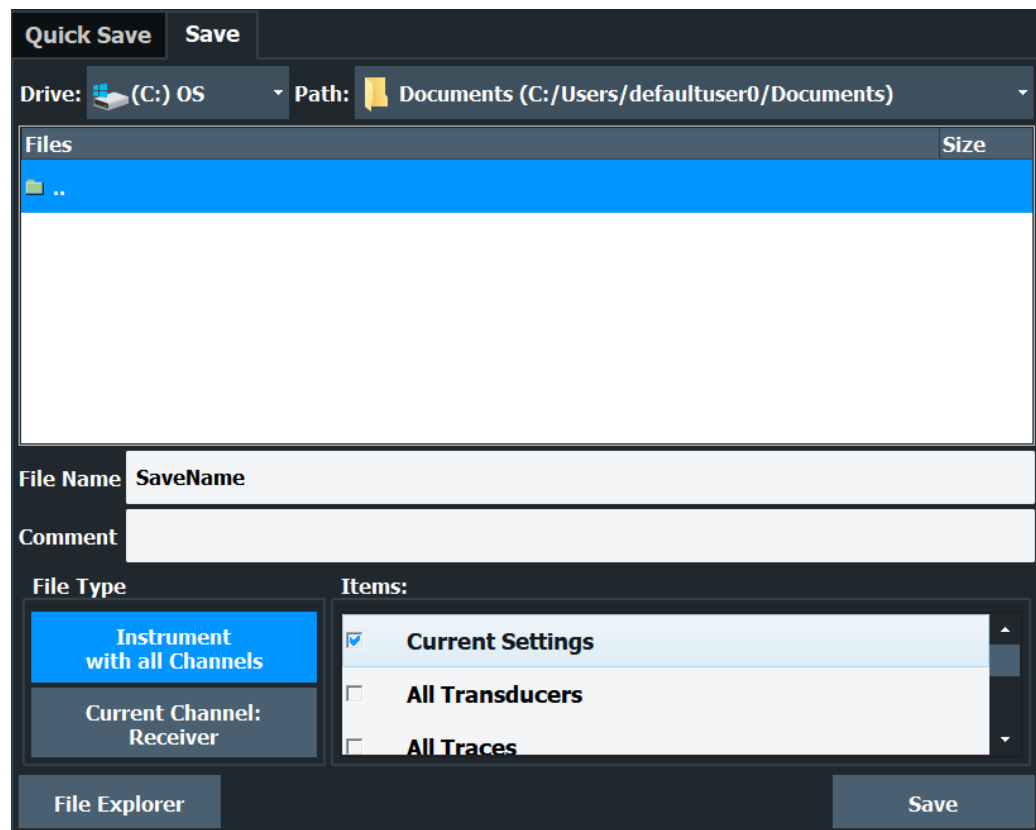 Quick Save Save
Drive: (C:) OS Path: Documents (C:/Users/defaultuser0/Documents)
Files Size
..
File Name SaveName
Comment
File Type Items:
Instrument
with all Channels
Current Channel:
Receiver
Current Settings
All Transducers
All Traces
File Explorer Save